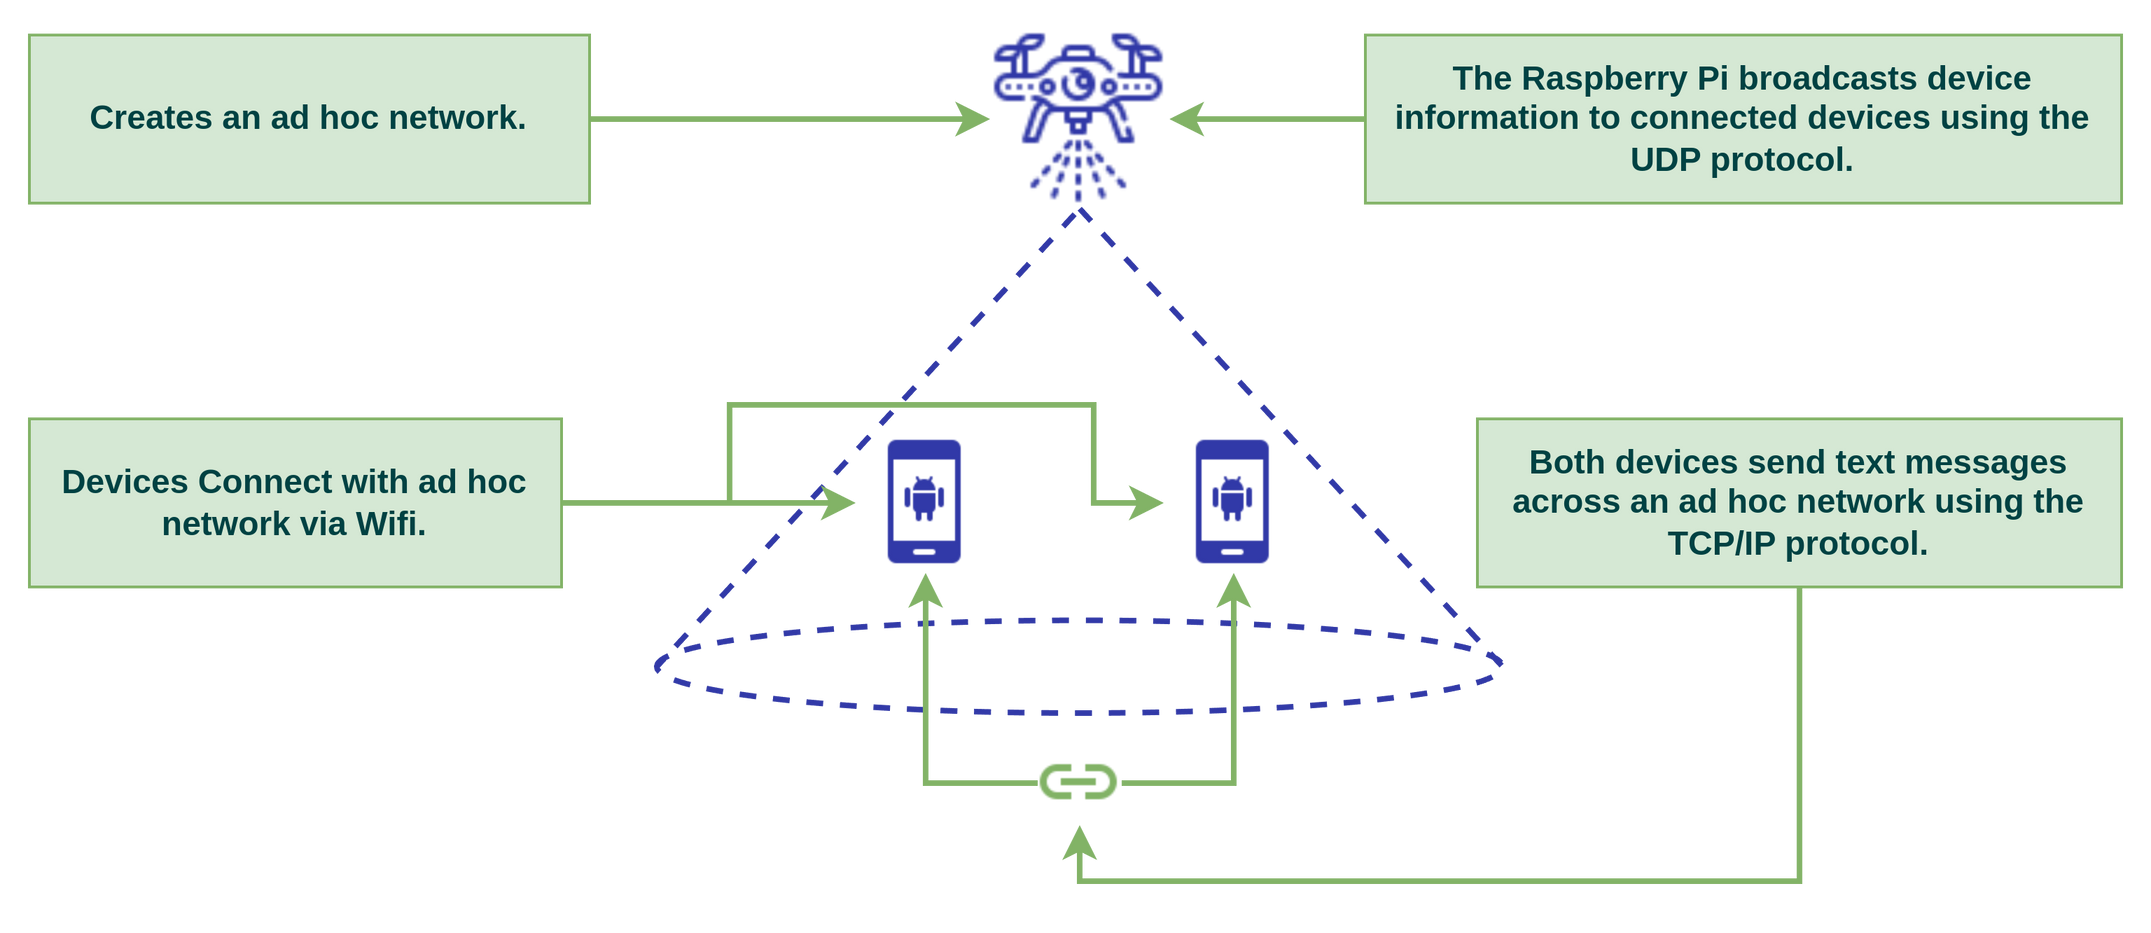 Creates an ad hoc network.
The Raspberry Pi broadcasts device
information to connected devices using the
UDP protocol.
Devices Connect with ad hoc
network via Wifi.
Both devices send text messages
across an ad hoc network using the
TCP/IP protocol.